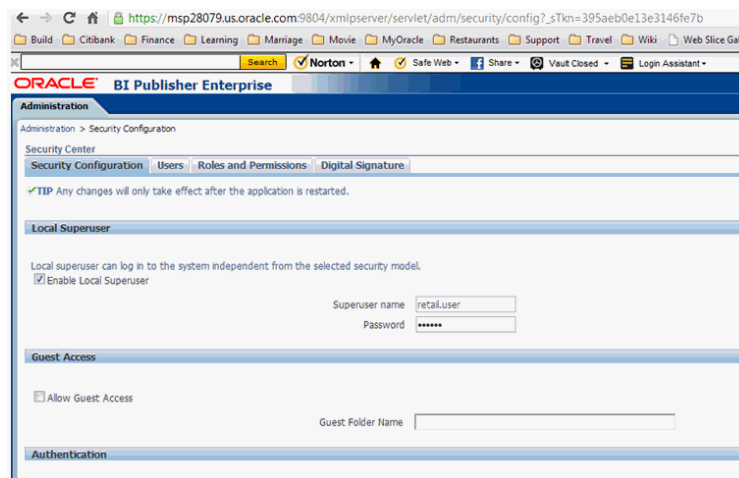 https://msp28079.us.oracle.com:9804/xmlpserver/servlet/adm/security/config?_sTkn=395aeb0e13e3146fe7b
Build Citibank Finance Learning Marriage Movie MyOracle Restaurants Support Travel Wiki Web Slice Gal
Search Norton Safe Web Share Vault Closed Login Assistant
ORACLE BI Publisher Enterprise
Administration
Administration > Security Configuration
Security Center
Security Configuration Users Roles and Permissions Digital Signature
TIP Any changes will only take effect after the application is restarted.
Local Superuser
Local superuser can log in to the system independent from the selected security model.
Enable Local Superuser
Superuser name retail.user
Password ••••••
Guest Access
Allow Guest Access
Guest Folder Name
Authentication